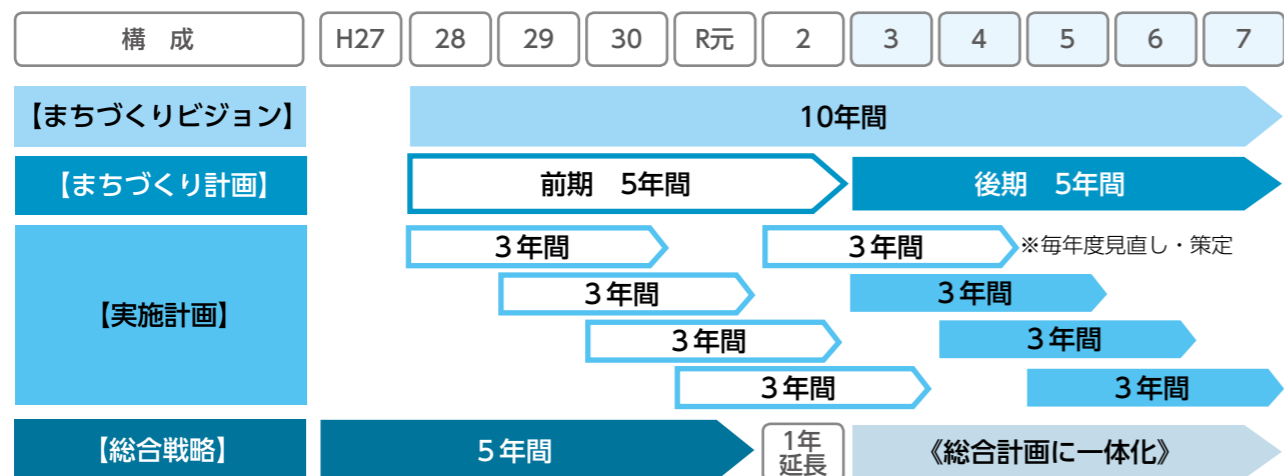 構　成 H27 28 29 30 R元 2 3 4 5 6 7
【まちづくりビジョン】 10年間
【まちづくり計画】 前期　5年間 後期　5年間
【実施計画】
３年間 ３年間 ※毎年度見直し・策定
３年間 ３年間
３年間 ３年間
３年間 ３年間
【総合戦略】 ５年間 1年
延長 《総合計画に一体化》